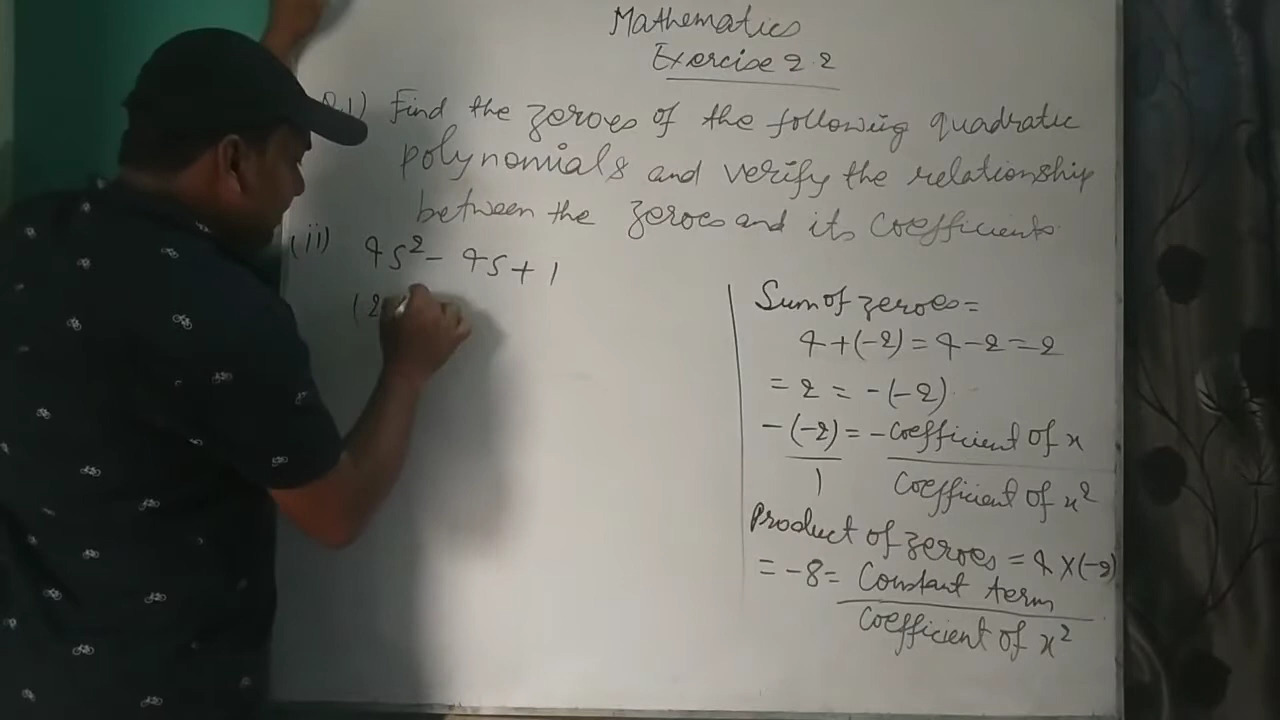 Mathematics
Exercise 2.2
Q.1) Find the zeroes of the following quadratic
polynomials and verify the relationship
between the zeroes and its coefficients.
(ii) 4s² - 4s + 1
(2
Sum of zeroes =
4 + (-2) = 4 - 2 = 2
= 2 = -(-2)
-(-2)/1 = -coefficient of x / coefficient of x²
Product of zeroes = 4 × (-2)
= -8 = Constant term / coefficient of x²